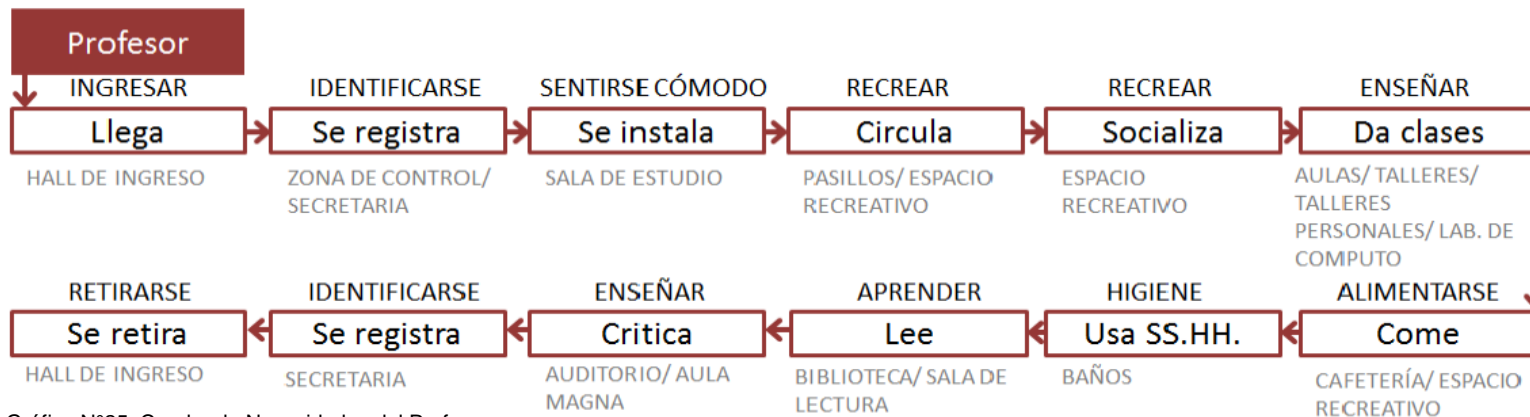 Profesor
INGRESAR IDENTIFICARSE SENTIRSE CÓMODO RECREAR RECREAR ENSEÑAR
Llega Se registra Se instala Circula Socializa Da clases
HALL DE INGRESO ZONA DE CONTROL/ SALA DE ESTUDIO PASILLOS/ ESPACIO ESPACIO AULAS/ TALLERES/
SECRETARIA RECREATIVO RECREATIVO TALLERES
PERSONALES/ LAB. DE
COMPUTO
RETIRARSE IDENTIFICARSE ENSEÑAR APRENDER HIGIENE ALIMENTARSE
Se retira Se registra Critica Lee Usa SS.HH. Come
HALL DE INGRESO SECRETARIA AUDITORIO/ AULA BIBLIOTECA/ SALA DE BAÑOS CAFETERÍA/ ESPACIO
MAGNA LECTURA RECREATIVO